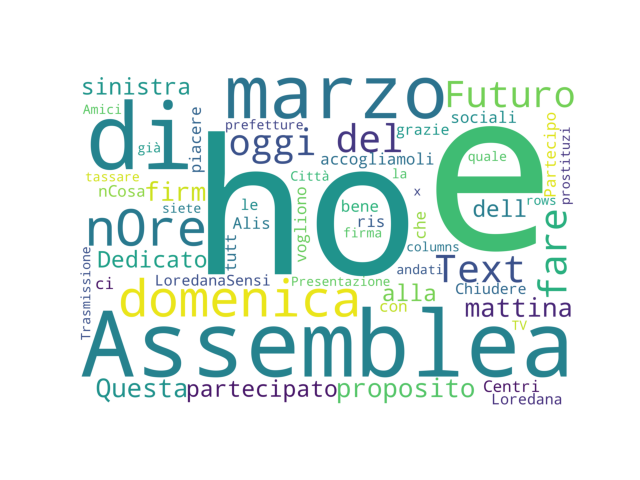 sinistra
marzo
Futuro
Amici
di
piacere
prefetture
oggi
del
grazie
sociali
Partecipo
prostituzi
già
ho
e
accogliamoli
quale
tassare
nCosa
firm
Città
la
x
siete
le
vogliono
bene
che
dell
rows
nOre
Alis
ris
firma
fare
tutt
columns
Dedicato
Text
Trasmissione
ci
LoredanaSensi
Presentazione
andati
Chiudere
domenica
alla
con
mattina
Assemblea
TV
Questa
partecipato
proposito
Centri
Loredana